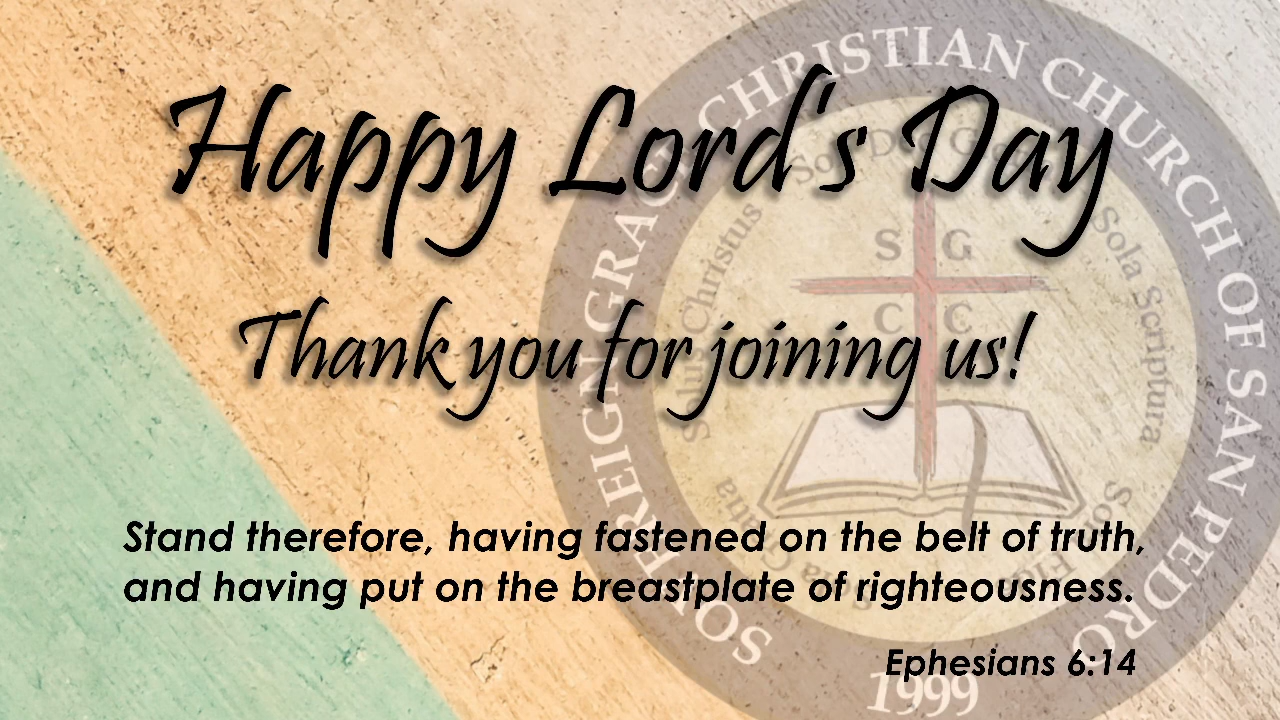 Happy Lord's Day
Thank you for joining us!
Stand therefore, having fastened on the belt of truth,
and having put on the breastplate of righteousness.
Ephesians 6:14
SOVEREIGN GRACE CHRISTIAN CHURCH OF SAN PEDRO
1999
Solus Christus
Sola Scriptura
S G
C C